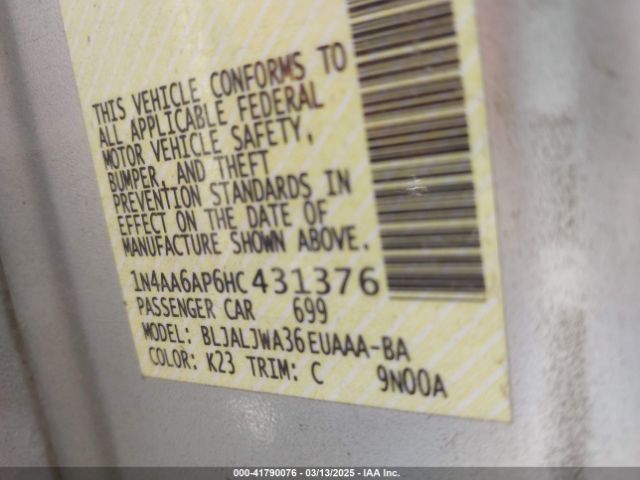 THIS VEHICLE CONFORMS TO
ALL APPLICABLE FEDERAL
MOTOR VEHICLE SAFETY,
BUMPER, AND THEFT
PREVENTION STANDARDS IN
EFFECT ON THE DATE OF
MANUFACTURE SHOWN ABOVE.
1N4AA6AP6HC431376
PASSENGER CAR 699
MODEL: BLJALJWA36EUAAA-BA
COLOR: K23 TRIM: C 9N00A
000-41790076 | 03/13/2025 | IAA Inc.